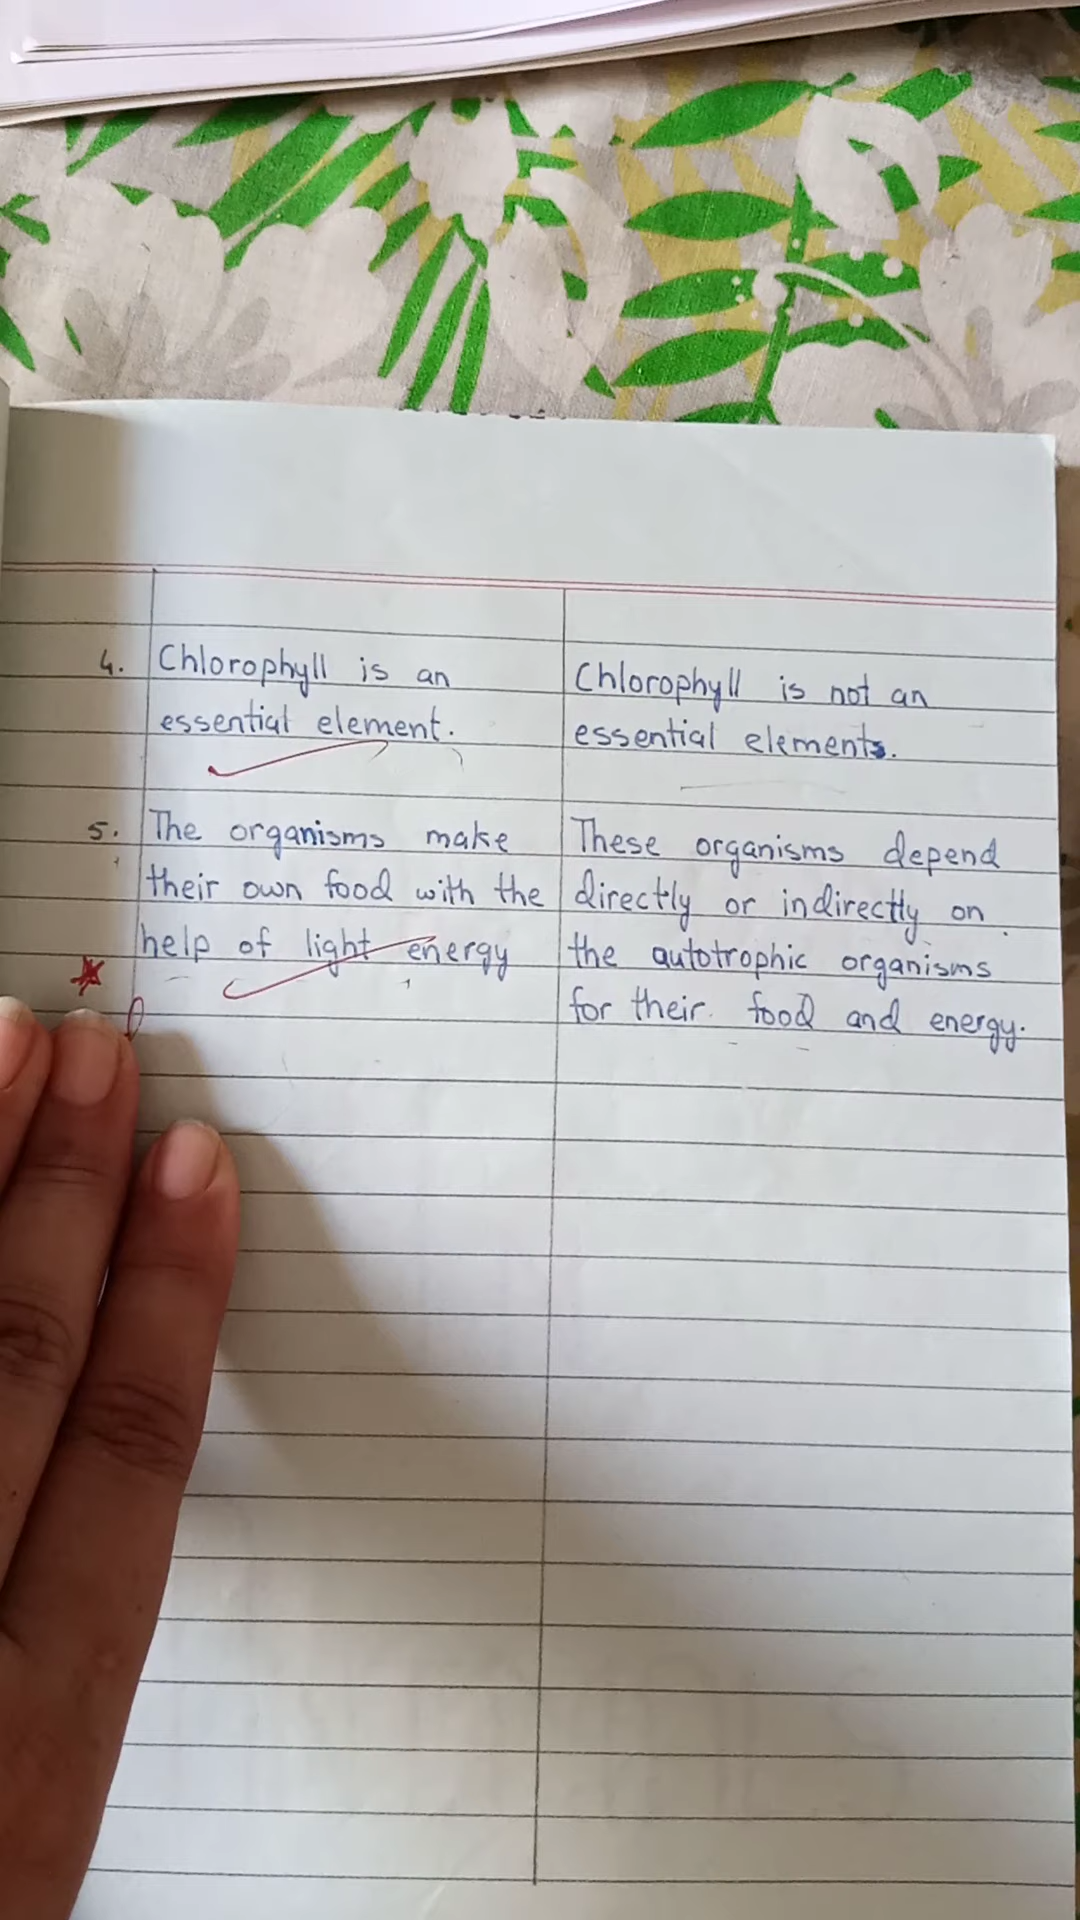 4. Chlorophyll is an
essential element.
Chlorophyll is not an
essential elements.
5. The organisms make
their own food with the
help of light energy
These organisms depend
directly or indirectly on
the autotrophic organisms
for their food and energy.